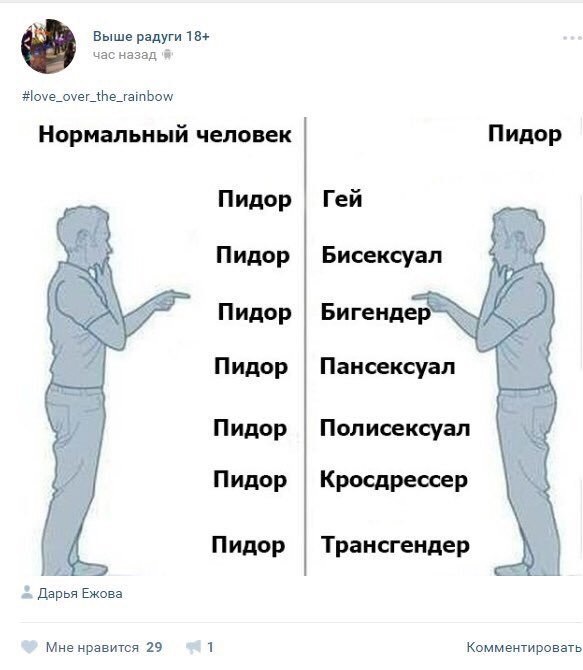 Выше радуги 18+
час назад
#love_over_the_rainbow
Нормальный человек Пидор
Пидор Гей
Пидор Бисексуал
Пидор Бигендер
Пидор Пансексуал
Пидор Полисексуал
Пидор Кросдрессер
Пидор Трансгендер
Дарья Ежова
Мне нравится 29 1 Комментировать